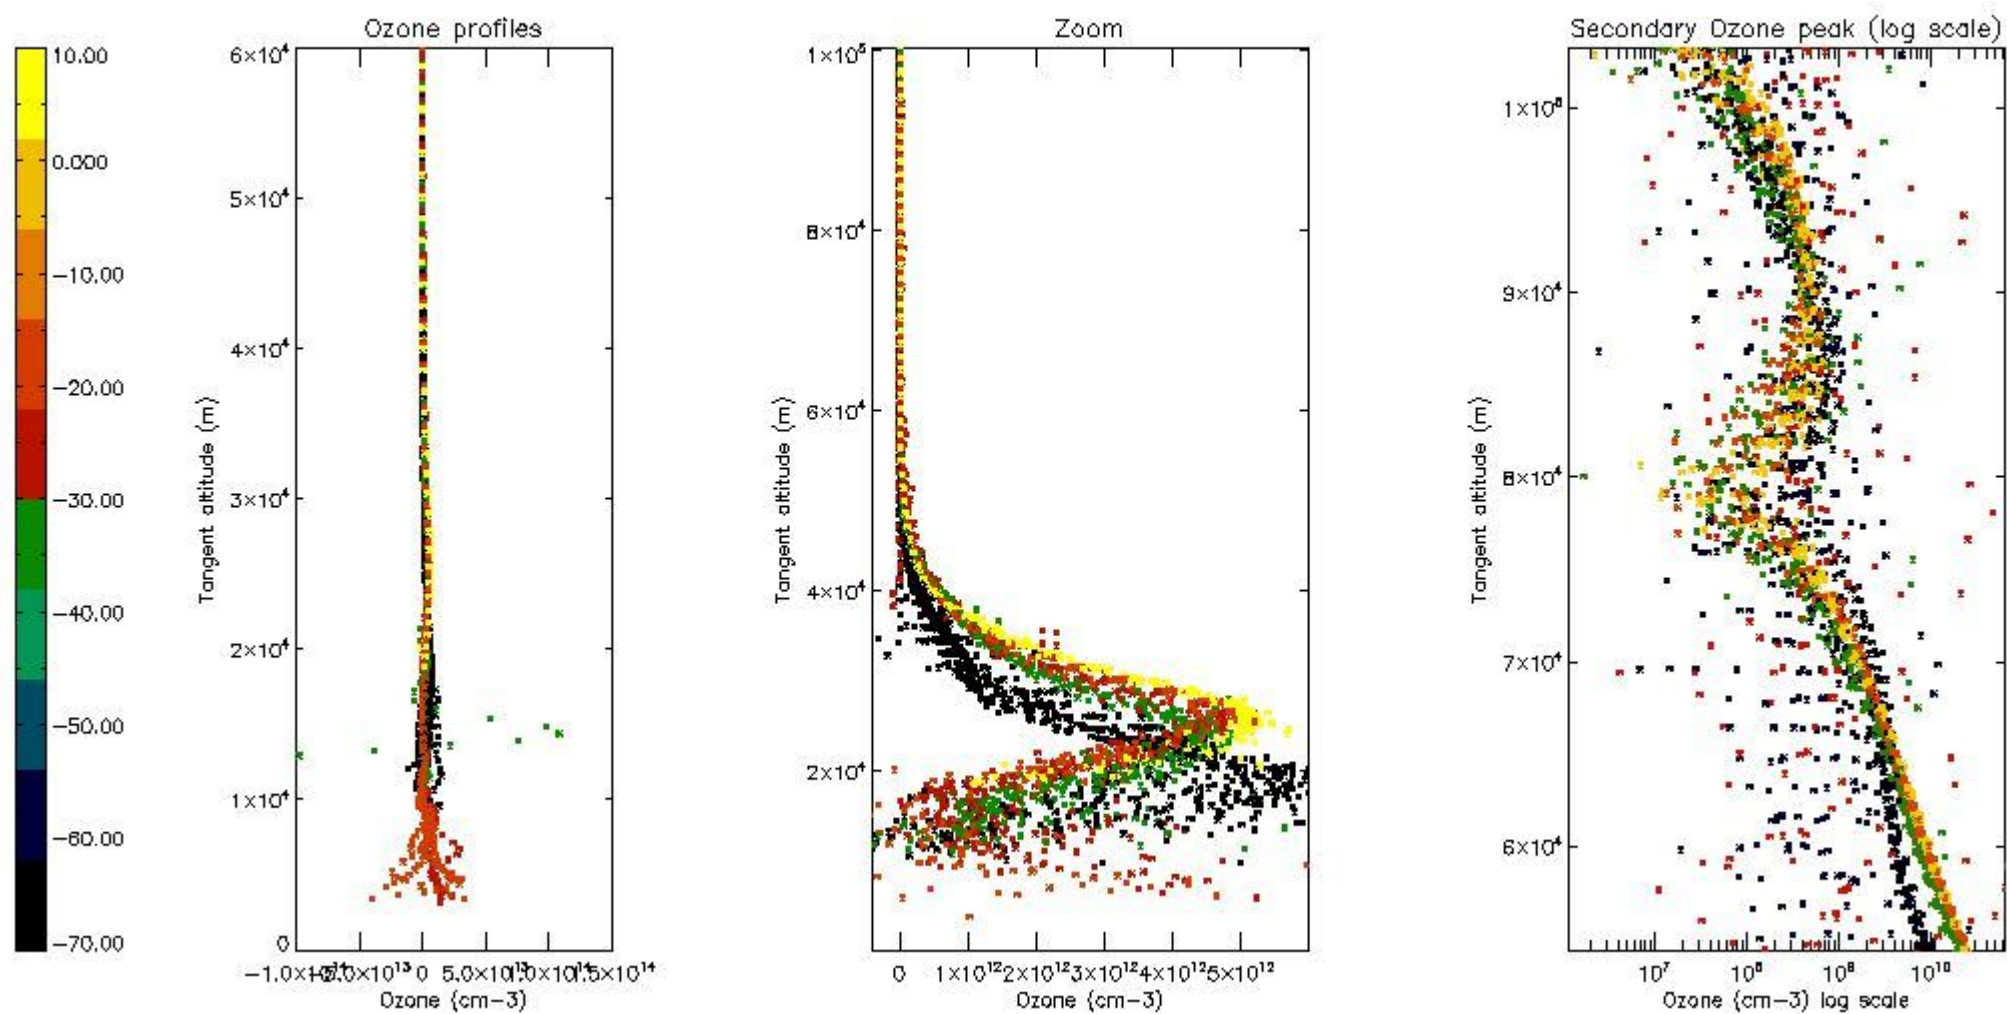 Ozone profiles
Zoom
Secondary Ozone peak (log scale)
10.00
0.000
−10.00
−20.00
−30.00
−40.00
−50.00
−60.00
−70.00
6×10⁴
5×10⁴
4×10⁴
3×10⁴
2×10⁴
1×10⁴
0
Tangent altitude (m)
0
5.0×10¹³
1.5×10¹⁴
Ozone (cm−3)
1×10⁵
8×10⁴
6×10⁴
4×10⁴
2×10⁴
Tangent altitude (m)
0 1×10¹² 2×10¹² 3×10¹² 4×10¹² 5×10¹²
Ozone (cm−3)
1×10⁵
9×10⁴
8×10⁴
7×10⁴
6×10⁴
Tangent altitude (m)
10⁷ 10⁸ 10⁹ 10¹⁰
Ozone (cm−3) log scale